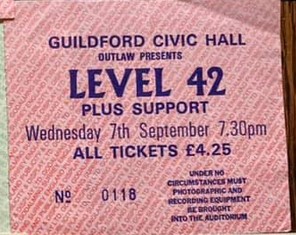 GUILDFORD CIVIC HALL
OUTLAW PRESENTS
LEVEL 42
PLUS SUPPORT
Wednesday 7th September 7.30pm
ALL TICKETS £4.25
UNDER NO
CIRCUMSTANCES MUST
PHOTOGRAPHIC AND
RECORDING EQUIPMENT
BE BROUGHT
INTO THE AUDITORIUM
Nº 0118